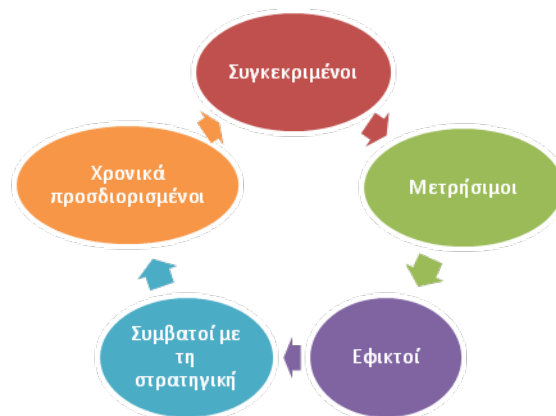 Συγκεκριμένοι
Μετρήσιμοι
Εφικτοί
Συμβατοί με
τη
στρατηγική
Χρονικά
προσδιορισμένοι